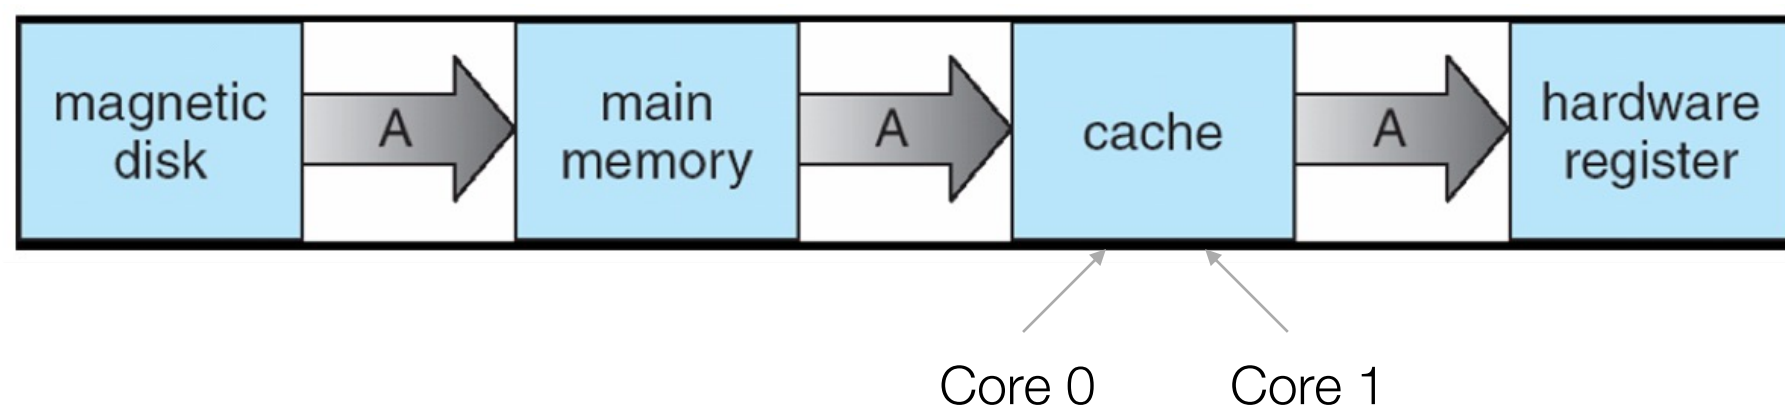 magnetic
disk
A
main
memory
A
cache
A
hardware
register
Core 0
Core 1